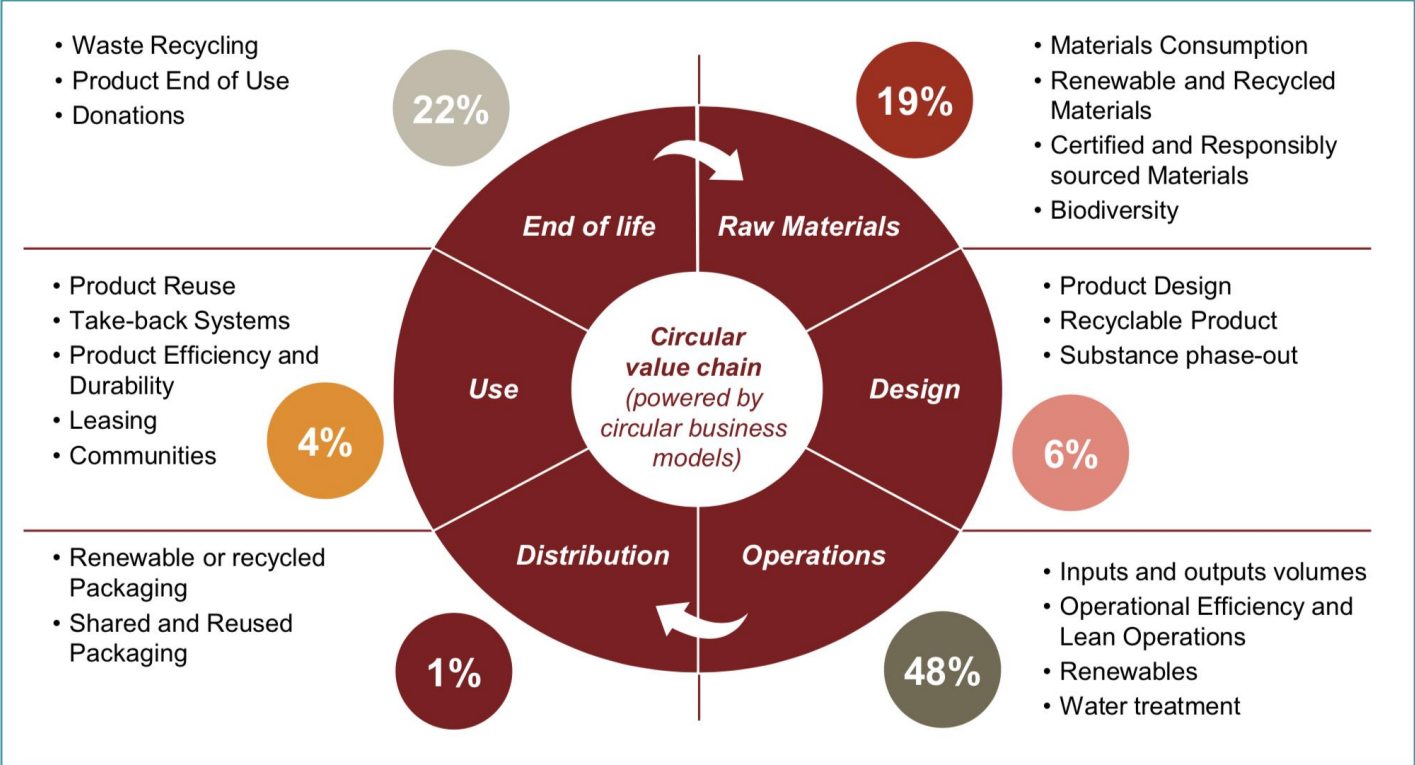 • Waste Recycling
• Product End of Use
• Donations
22%
19%
• Materials Consumption
• Renewable and Recycled
Materials
• Certified and Responsibly
sourced Materials
• Biodiversity
End of life
Raw Materials
• Product Reuse
• Take-back Systems
• Product Efficiency and
Durability
• Leasing
• Communities
4%
Use
Circular
value chain
(powered by
circular business
models)
Design
• Product Design
• Recyclable Product
• Substance phase-out
6%
• Renewable or recycled
Packaging
• Shared and Reused
Packaging
1%
Distribution
Operations
48%
• Inputs and outputs volumes
• Operational Efficiency and
Lean Operations
• Renewables
• Water treatment